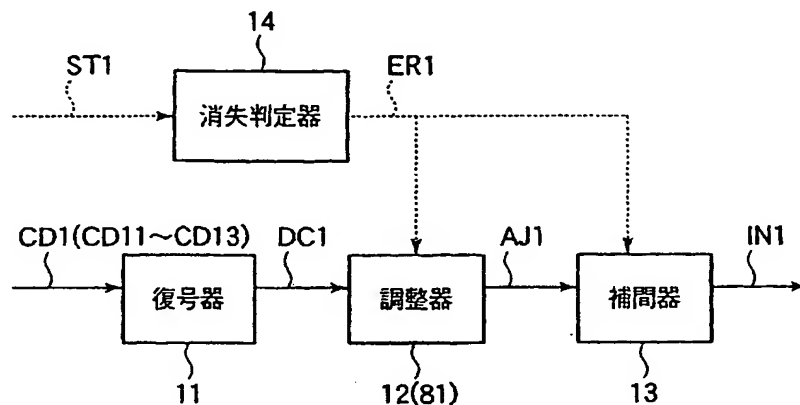 14
ST1
ER1
消失判定器
CD1(CD11～CD13)
DC1
AJ1
IN1
復号器
調整器
補間器
11
12(81)
13